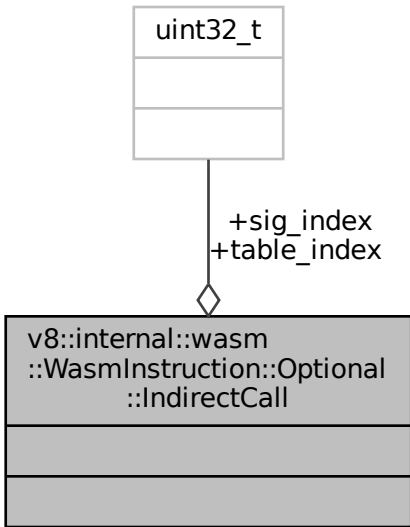 uint32_t
+sig_index
+table_index
v8::internal::wasm
::WasmInstruction::Optional
::IndirectCall